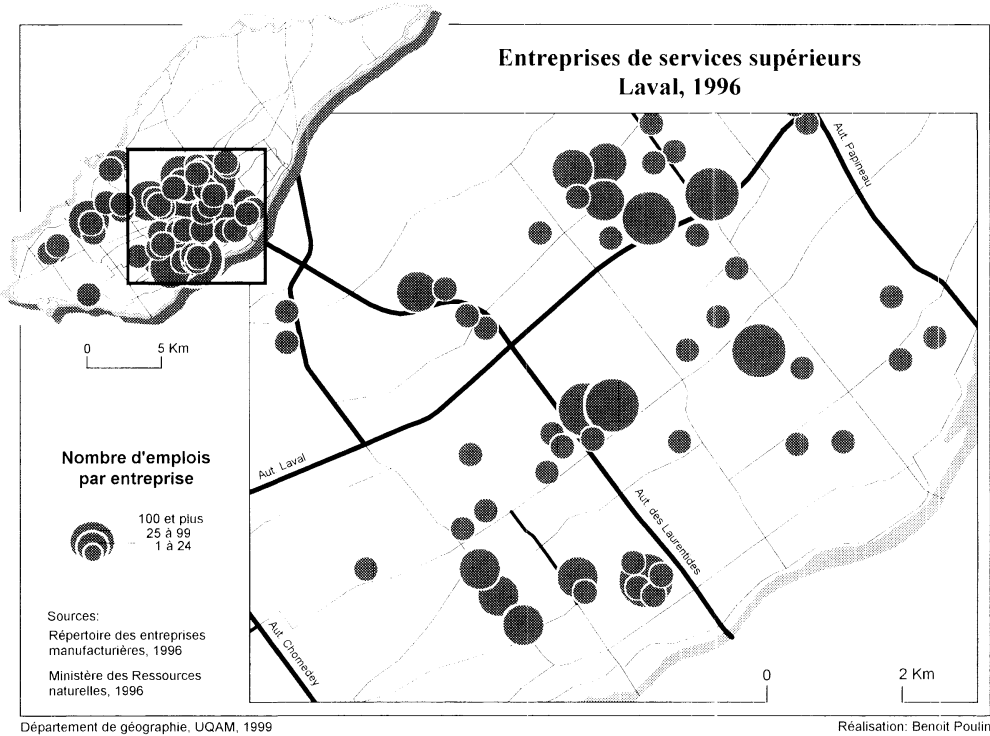 Entreprises de services supérieurs
Laval, 1996
Aut. Papineau
0 5 Km
Aut. Laval
Nombre d'emplois
par entreprise
100 et plus
25 à 99
1 à 24
Aut. des Laurentides
Aut. Chomedey
Sources:
Répertoire des entreprises
manufacturières, 1996
Ministère des Ressources
naturelles, 1996
0 2 Km
Département de géographie, UQAM, 1999
Réalisation: Benoit Poulin